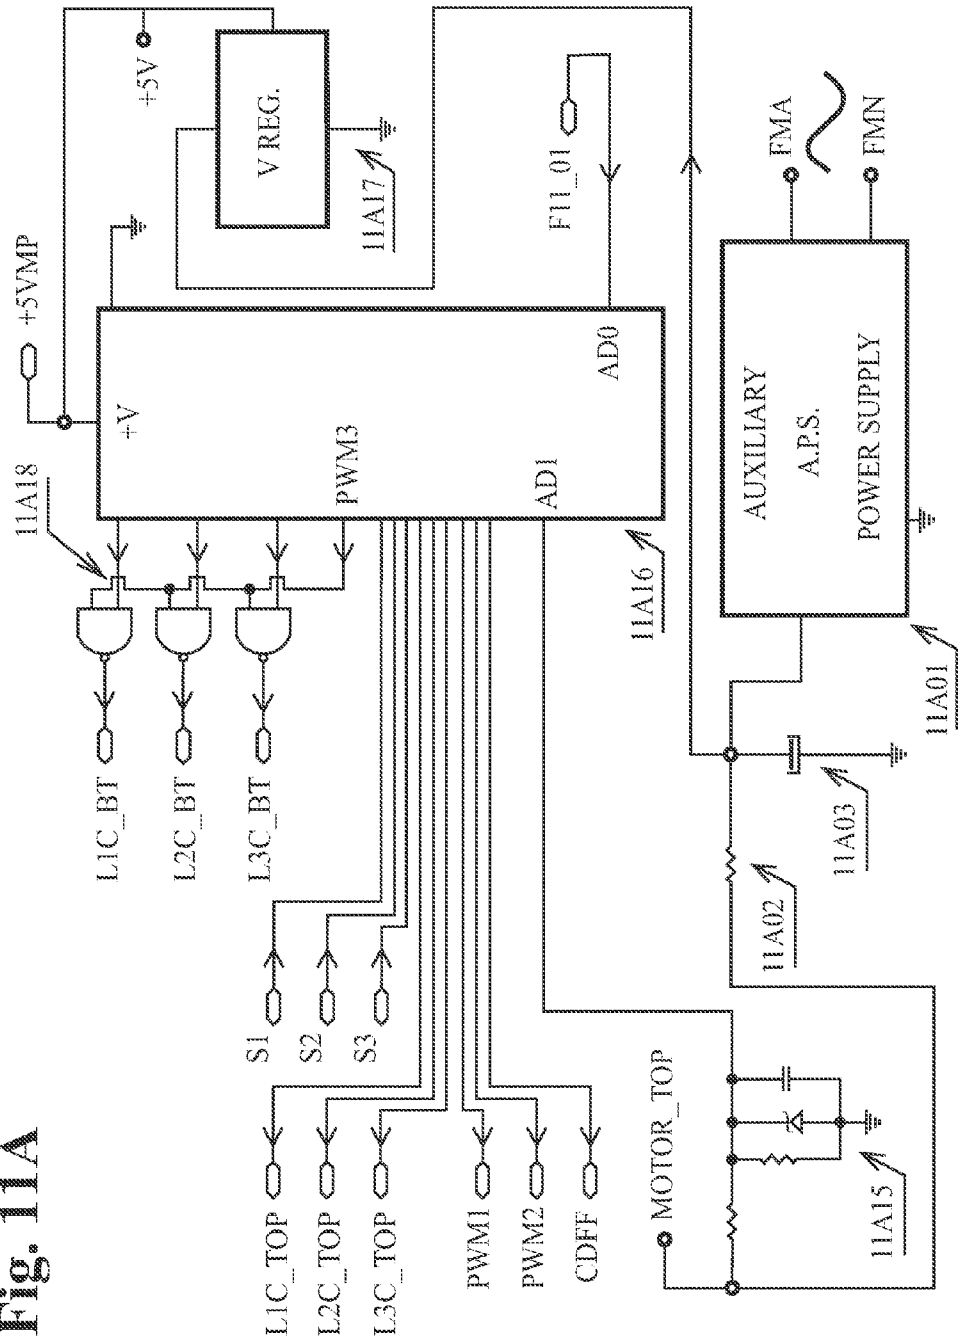 Fig. 11A
L1C_TOP
L2C_TOP
L3C_TOP
PWM1
PWM2
CDFF
MOTOR_TOP
11A15
S1
S2
S3
L1C_BT
L2C_BT
L3C_BT
11A02
11A03
11A01
11A18
11A16
+5VMP
+V
PWM3
AD1
AD0
AUXILIARY
A.P.S.
POWER SUPPLY
+5V
V REG.
11A17
F11_01
FMA
FMN